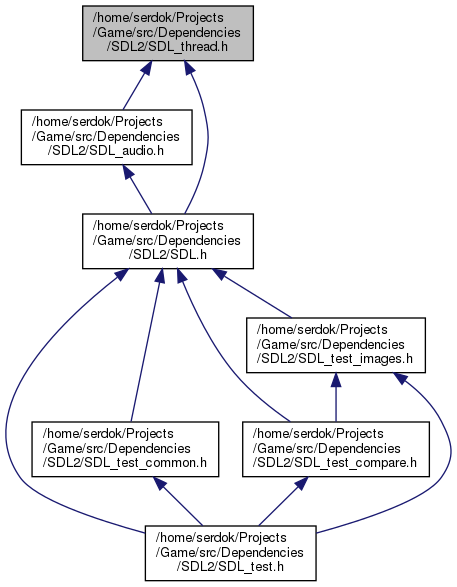 /home/serdok/Projects
/Game/src/Dependencies
/SDL2/SDL_thread.h
/home/serdok/Projects
/Game/src/Dependencies
/SDL2/SDL_audio.h
/home/serdok/Projects
/Game/src/Dependencies
/SDL2/SDL.h
/home/serdok/Projects
/Game/src/Dependencies
/SDL2/SDL_test_images.h
/home/serdok/Projects
/Game/src/Dependencies
/SDL2/SDL_test_common.h
/home/serdok/Projects
/Game/src/Dependencies
/SDL2/SDL_test_compare.h
/home/serdok/Projects
/Game/src/Dependencies
/SDL2/SDL_test.h